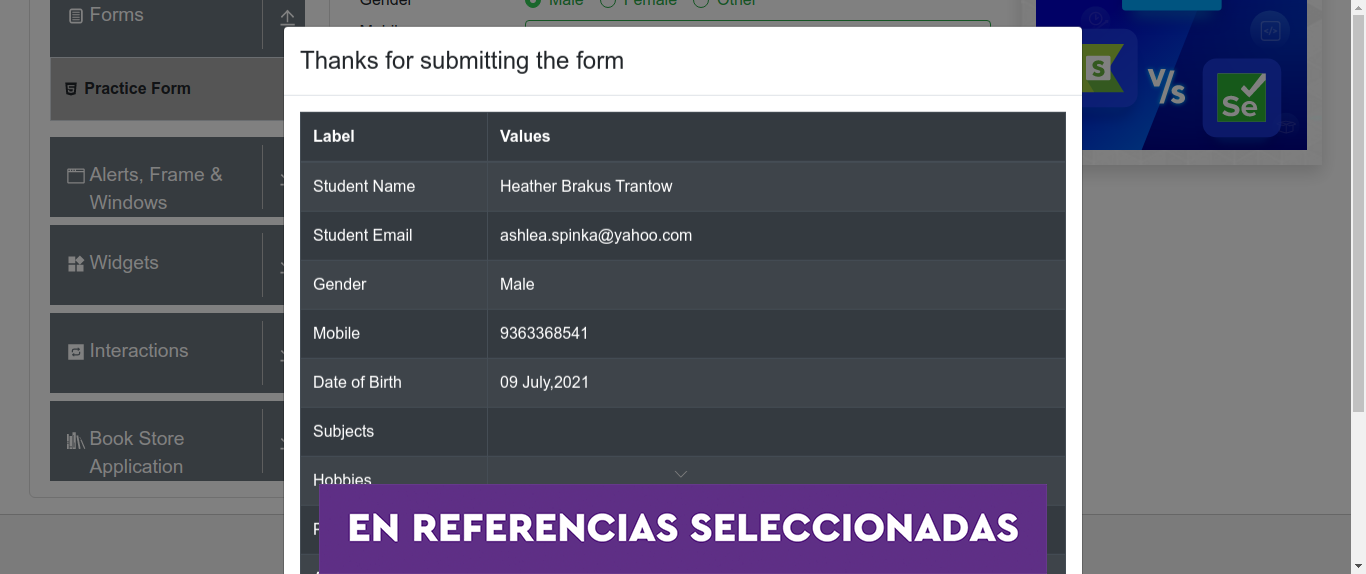 Gender Male Female Other
Forms
Practice Form
Alerts, Frame &
Windows
Widgets
Interactions
Book Store
Application
Thanks for submitting the form
Label Values
Student Name Heather Brakus Trantow
Student Email ashlea.spinka@yahoo.com
Gender Male
Mobile 9363368541
Date of Birth 09 July,2021
Subjects
Hobbies
EN REFERENCIAS SELECCIONADAS
S
V/s
Se